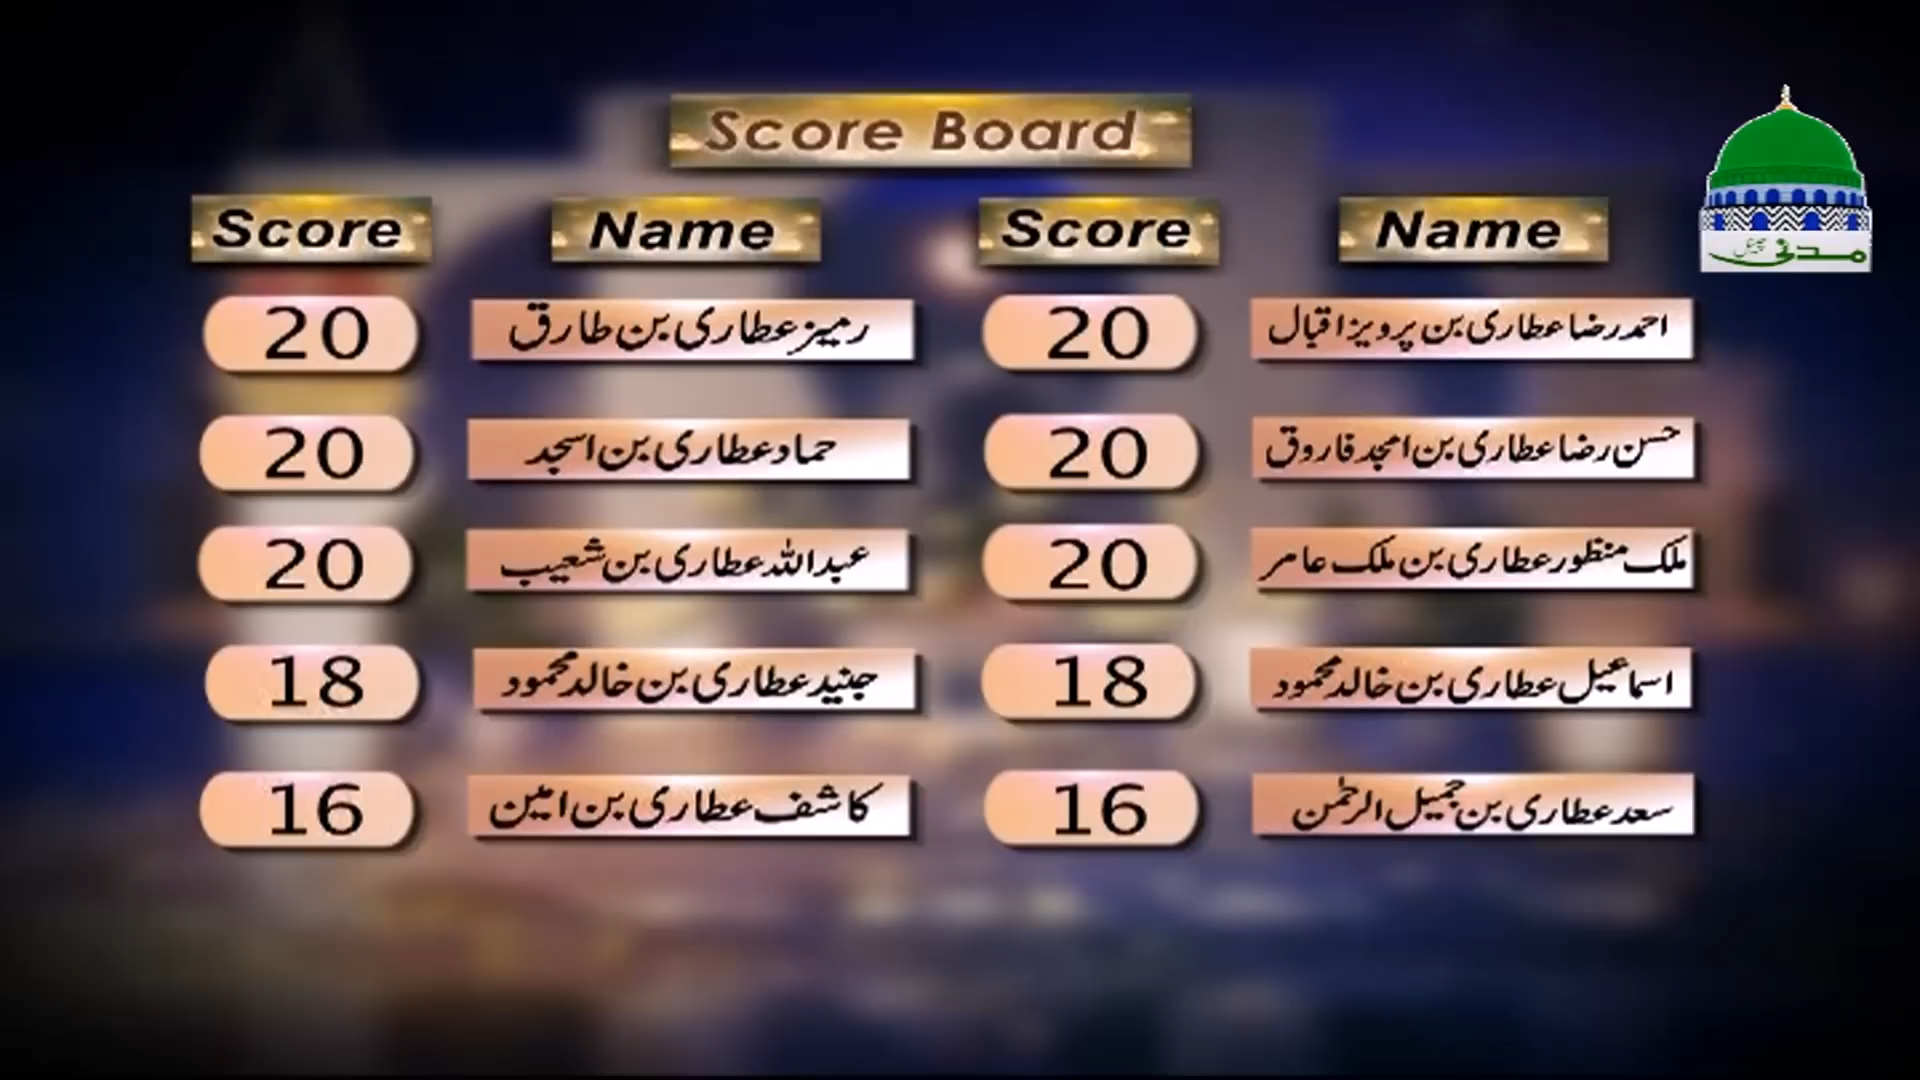 Score Board
Score Name Score Name
20 رمیز عطاری بن طارق 20 احمد رضا عطاری بن پرویز اقبال
20 حماد عطاری بن اسجد 20 حسن رضا عطاری بن امجد فاروق
20 عبداللہ عطاری بن شعیب 20 ملک منظور عطاری بن ملک عامر
18 جنید عطاری بن خالد محمود 18 اسماعیل عطاری بن خالد محمود
16 کاشف عطاری بن امین 16 سعد عطاری بن جمیل الرحمٰن
مدنی چینل